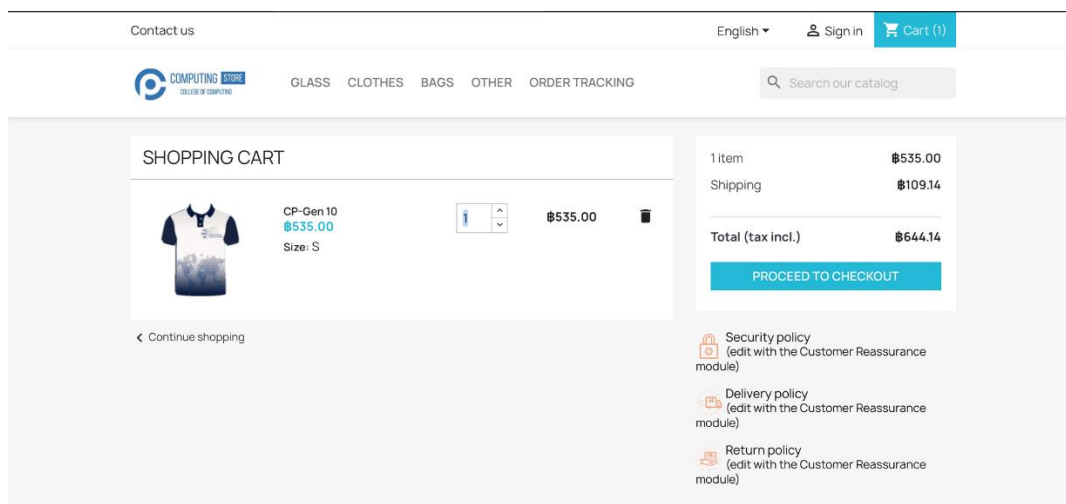 Contact us
English
Sign in
Cart (1)
COMPUTING STORE
COLLEGE OF COMPUTING
GLASS CLOTHES BAGS OTHER ORDER TRACKING
Search our catalog
SHOPPING CART
CP-Gen 10
฿535.00
Size: S
1
฿535.00
Continue shopping
1 item ฿535.00
Shipping ฿109.14
Total (tax incl.) ฿644.14
PROCEED TO CHECKOUT
Security policy
(edit with the Customer Reassurance
module)
Delivery policy
(edit with the Customer Reassurance
module)
Return policy
(edit with the Customer Reassurance
module)